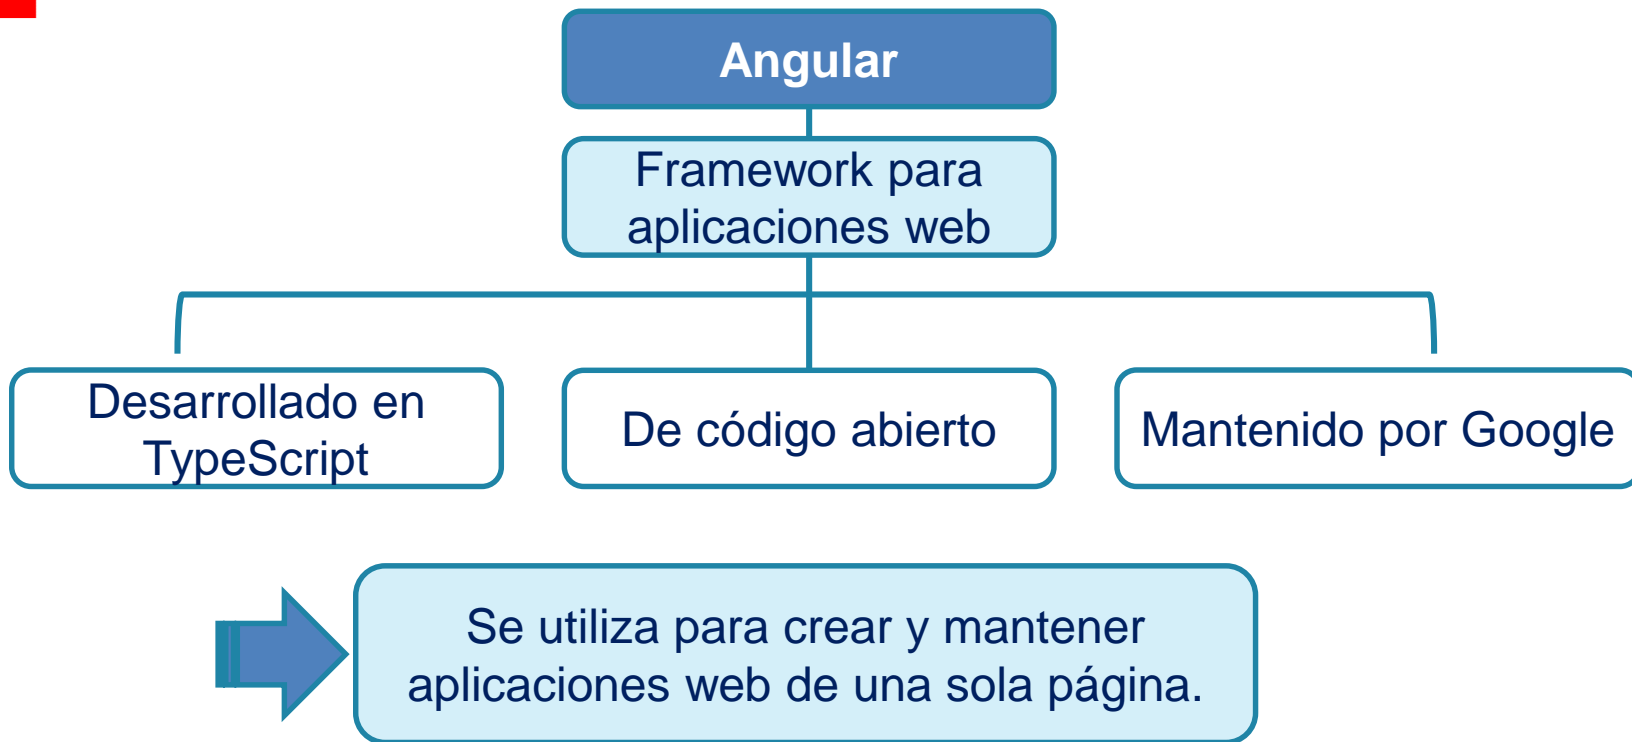 Angular
Framework para
aplicaciones web
Desarrollado en
TypeScript
De código abierto
Mantenido por Google
Se utiliza para crear y mantener
aplicaciones web de una sola página.